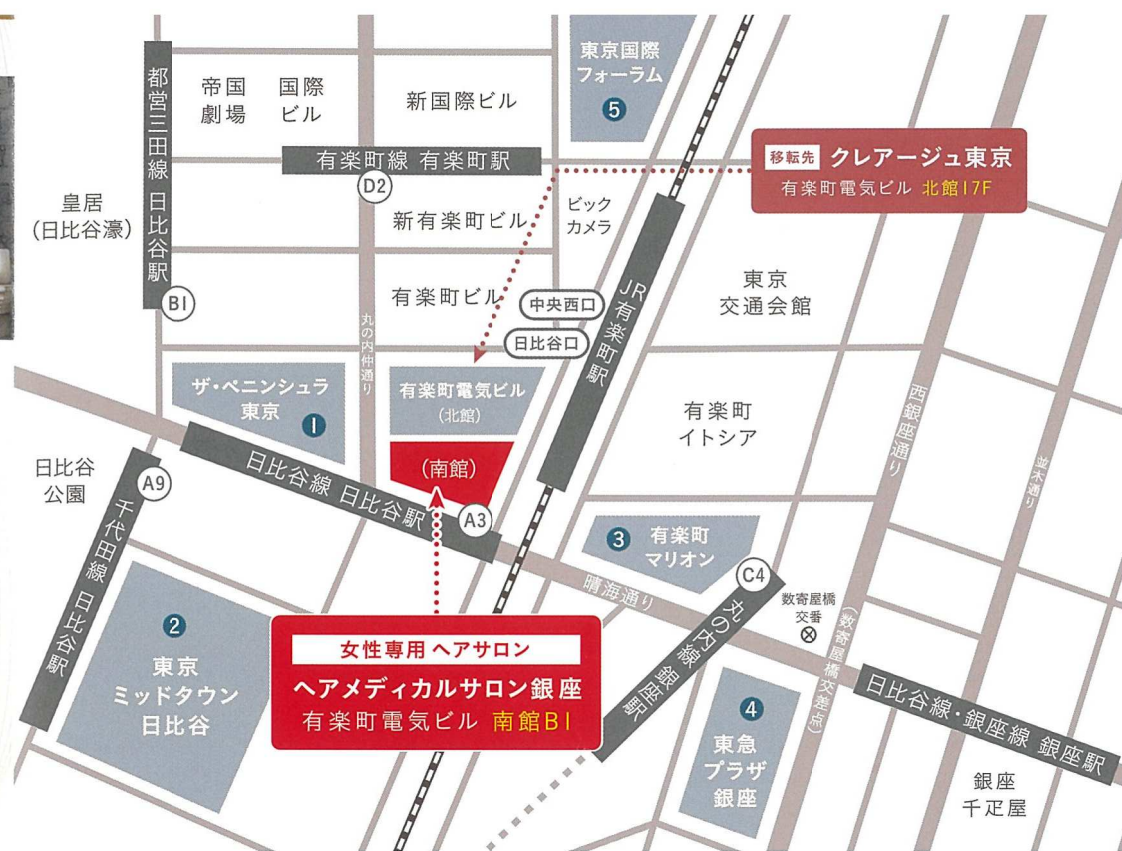 東京国際
フォーラム
5
都営三田線 日比谷駅
帝国
劇場
国際
ビル
新国際ビル
移転先 クレアージュ東京
有楽町電気ビル 北館17F
有楽町線 有楽町駅
D2
皇居
(日比谷濠)
新有楽町ビル
ビック
カメラ
B1
有楽町ビル
中央西口
日比谷口
JR有楽町駅
東京
交通会館
丸の内仲通り
ザ・ペニンシュラ
東京
1
有楽町電気ビル
(北館)
(南館)
有楽町
イトシア
西銀座通り
並木通り
日比谷
公園
A9
日比谷線 日比谷駅
A3
千代田線 日比谷駅
3
有楽町
マリオン
晴海通り
C4
丸の内線 銀座駅
数寄屋橋
交番
(数寄屋橋交差点)
2
東京
ミッドタウン
日比谷
女性専用 ヘアサロン
ヘアメディカルサロン銀座
有楽町電気ビル 南館B1
4
東急
プラザ
銀座
日比谷線・銀座線 銀座駅
銀座
千疋屋